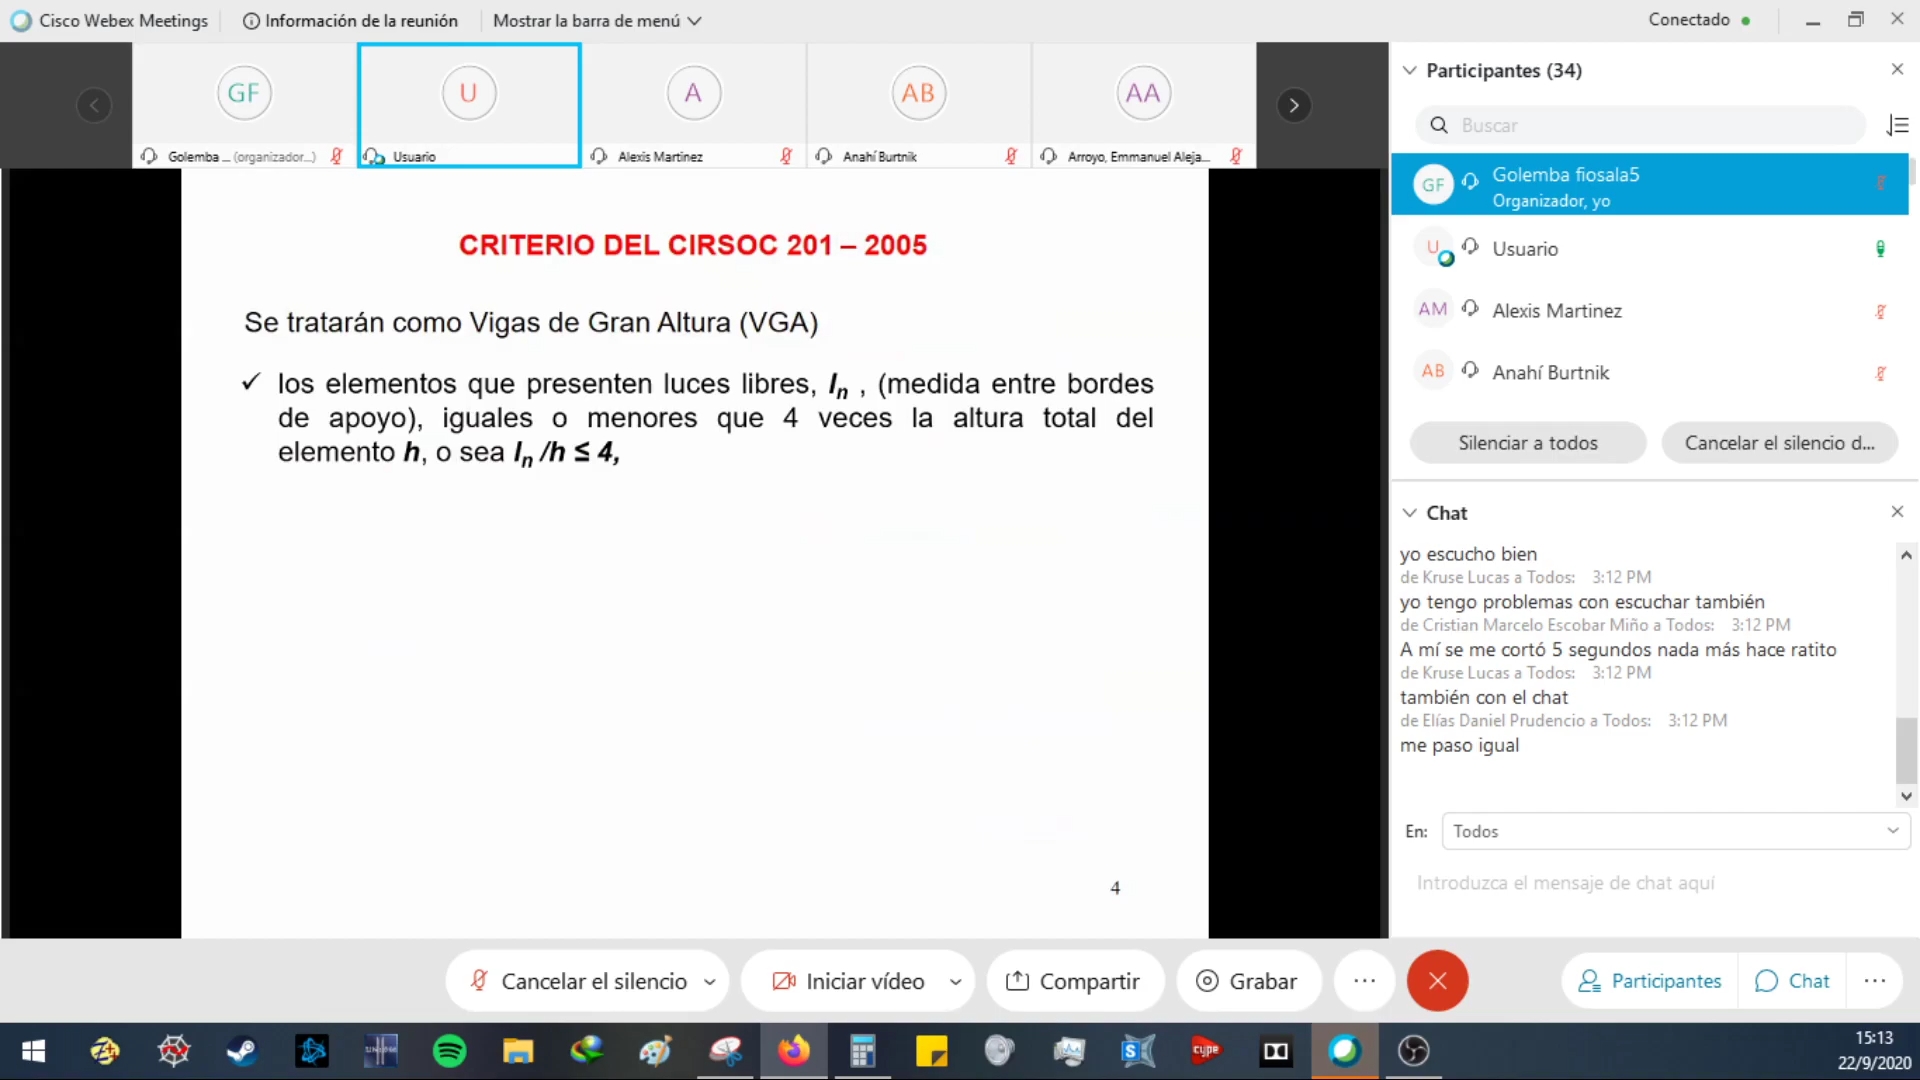 Cisco Webex Meetings
Información de la reunión
Mostrar la barra de menú
Conectado
GF
U
A
AB
AA
Golemba ... (organizador...)
Usuario
Alexis Martinez
Anahí Burtnik
Arroyo, Emmanuel Aleja...
CRITERIO DEL CIRSOC 201 – 2005
Se tratarán como Vigas de Gran Altura (VGA)
✓ los elementos que presenten luces libres, ln , (medida entre bordes
de apoyo), iguales o menores que 4 veces la altura total del
elemento h, o sea ln /h ≤ 4,
4
Participantes (34)
Buscar
GF
Golemba fiosala5
Organizador, yo
U
Usuario
AM
Alexis Martinez
AB
Anahí Burtnik
Silenciar a todos
Cancelar el silencio d...
Chat
yo escucho bien
de Kruse Lucas a Todos: 3:12 PM
yo tengo problemas con escuchar también
de Cristian Marcelo Escobar Miño a Todos: 3:12 PM
A mí se me cortó 5 segundos nada más hace ratito
de Kruse Lucas a Todos: 3:12 PM
también con el chat
de Elías Daniel Prudencio a Todos: 3:12 PM
me paso igual
En:
Todos
Introduzca el mensaje de chat aquí
Cancelar el silencio
Iniciar vídeo
Compartir
Grabar
Participantes
Chat
cype
15:13
22/9/2020